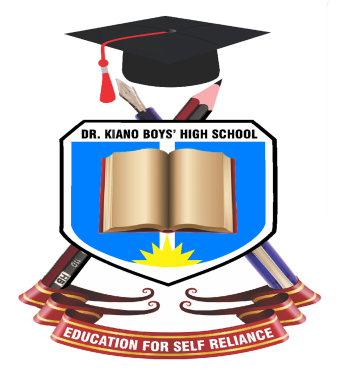 DR. KIANO BOYS' HIGH SCHOOL
EDUCATION FOR SELF RELIANCE